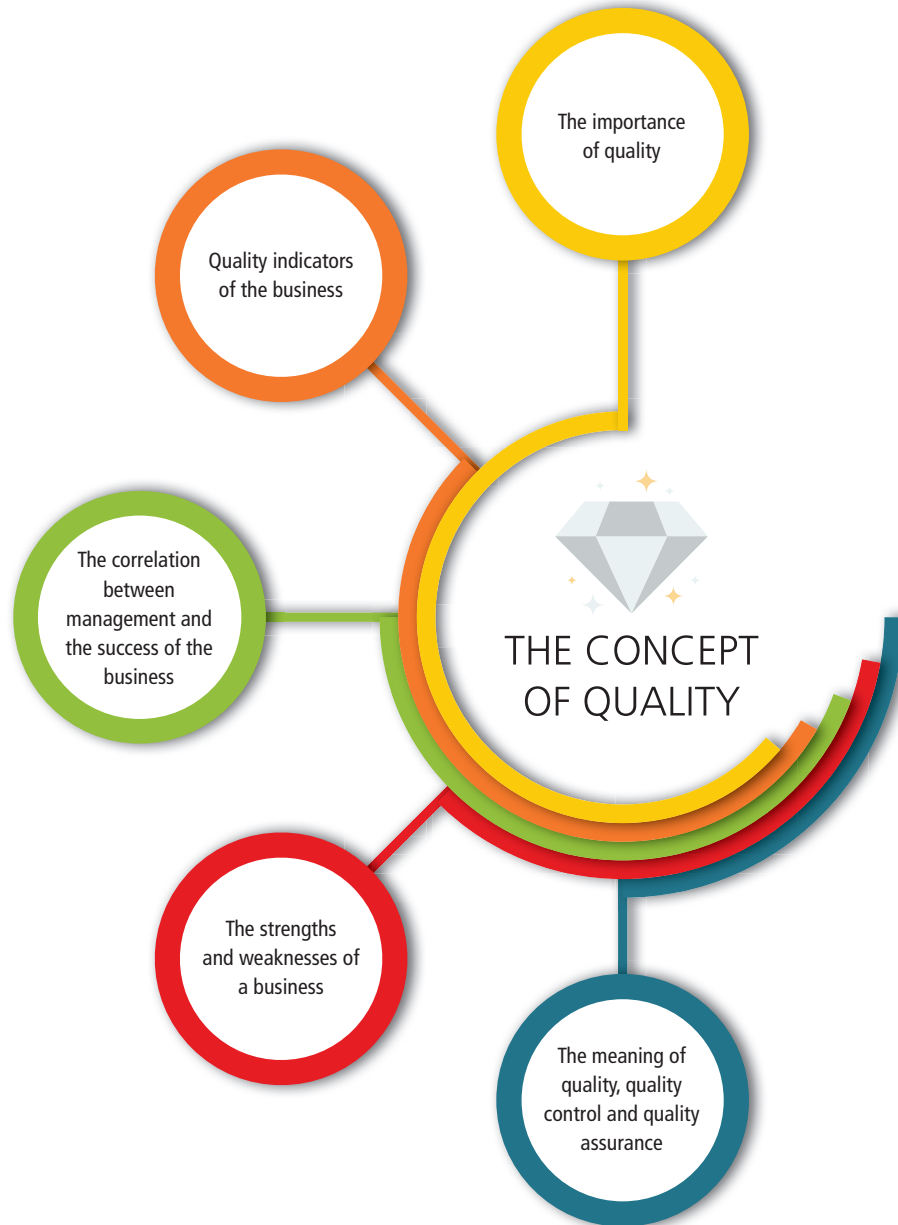 The importance
of quality
Quality indicators
of the business
The correlation
between
management and
the success of the
business
THE CONCEPT
OF QUALITY
The strengths
and weaknesses of
a business
The meaning of
quality, quality
control and quality
assurance